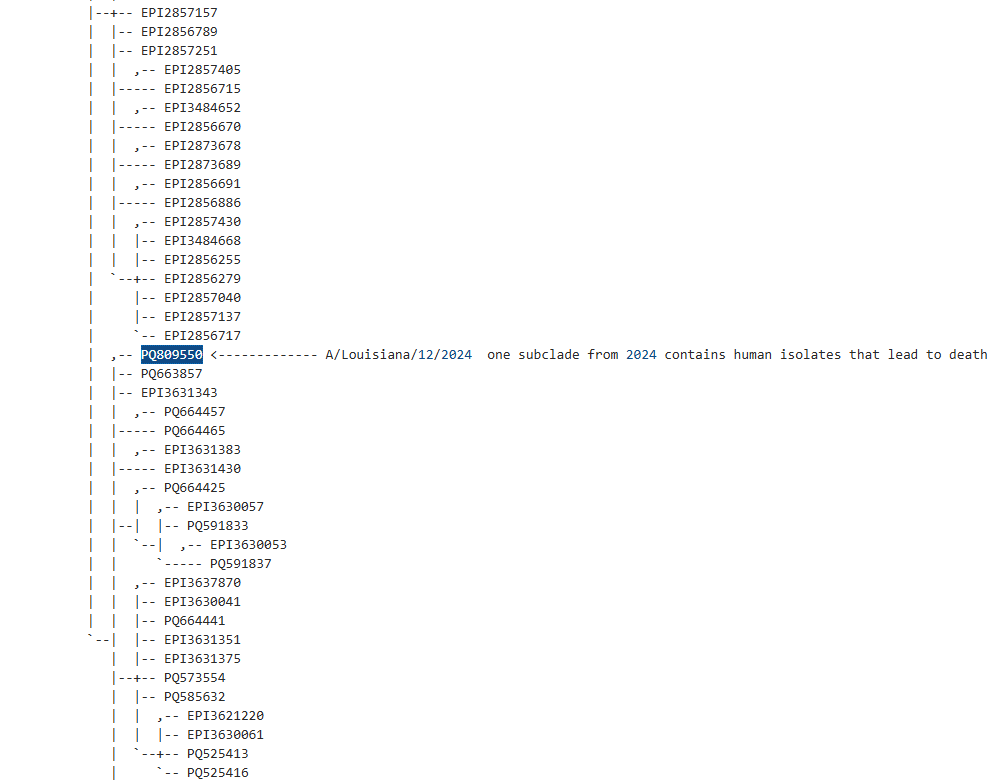 |--+-- EPI2857157
|  |-- EPI2856789
|  |-- EPI2857251
|  |  ,-- EPI2857405
|  |----- EPI2856715
|  |  ,-- EPI3484652
|  |----- EPI2856670
|  |  ,-- EPI2873678
|  |----- EPI2873689
|  |  ,-- EPI2856691
|  |----- EPI2856886
|  |  ,-- EPI2857430
|  |  |-- EPI3484668
|  |  |-- EPI2856255
|  `--+-- EPI2856279
|     |-- EPI2857040
|     |-- EPI2857137
|     `-- EPI2856717
|  ,-- PQ809550 <------------- A/Louisiana/12/2024  one subclade from 2024 contains human isolates that lead to death
|  |-- PQ663857
|  |-- EPI3631343
|  |  ,-- PQ664457
|  |----- PQ664465
|  |  ,-- EPI3631383
|  |----- EPI3631430
|  |  ,-- PQ664425
|  |  |  ,-- EPI3630057
|  |--|  |-- PQ591833
|  |  `--|  ,-- EPI3630053
|  |     `----- PQ591837
|  |  ,-- EPI3637870
|  |  |-- EPI3630041
|  |  |-- PQ664441
`--|  |-- EPI3631351
   |  |-- EPI3631375
   |--+-- PQ573554
   |  |-- PQ585632
   |  |  ,-- EPI3621220
   |  |  |-- EPI3630061
   |  `--+-- PQ525413
   |     `-- PQ525416